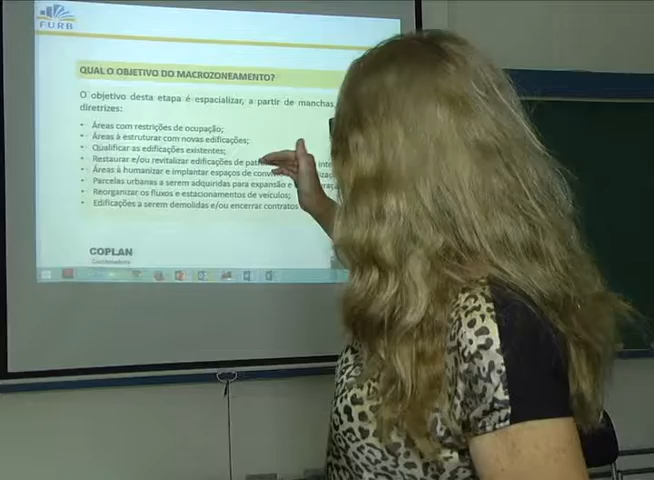 FURB
QUAL O OBJETIVO DO MACROZONEAMENTO?
O objetivo desta etapa é espacializar, a partir de manchas,
diretrizes:
Áreas com restrições de ocupação;
Áreas à estruturar com novas edificações;
Qualificar as edificações existentes;
Restaurar e/ou revitalizar edificações de
Áreas à humanizar e implantar espaços de
Parcelas urbanas a serem adquiridas para expansão e
Reorganizar os fluxos e estacionamentos de veículos;
Edificações a serem demolidas e/ou encerrar contratos.
COPLAN